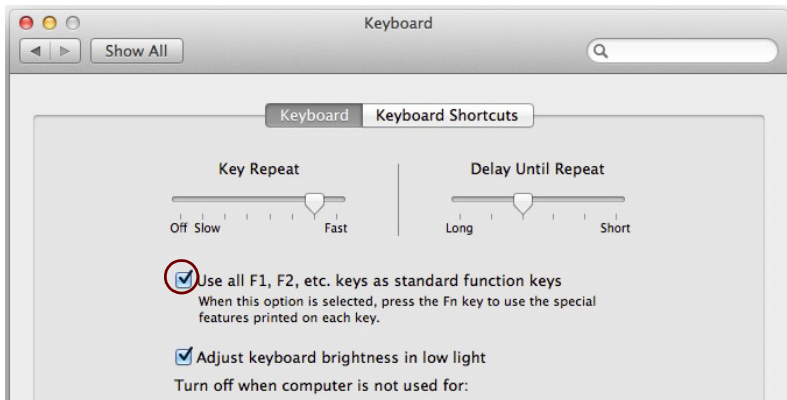 Keyboard
Show All
Keyboard Keyboard Shortcuts
Key Repeat Delay Until Repeat
Off Slow Fast Long Short
Use all F1, F2, etc. keys as standard function keys
When this option is selected, press the Fn key to use the special
features printed on each key.
Adjust keyboard brightness in low light
Turn off when computer is not used for: